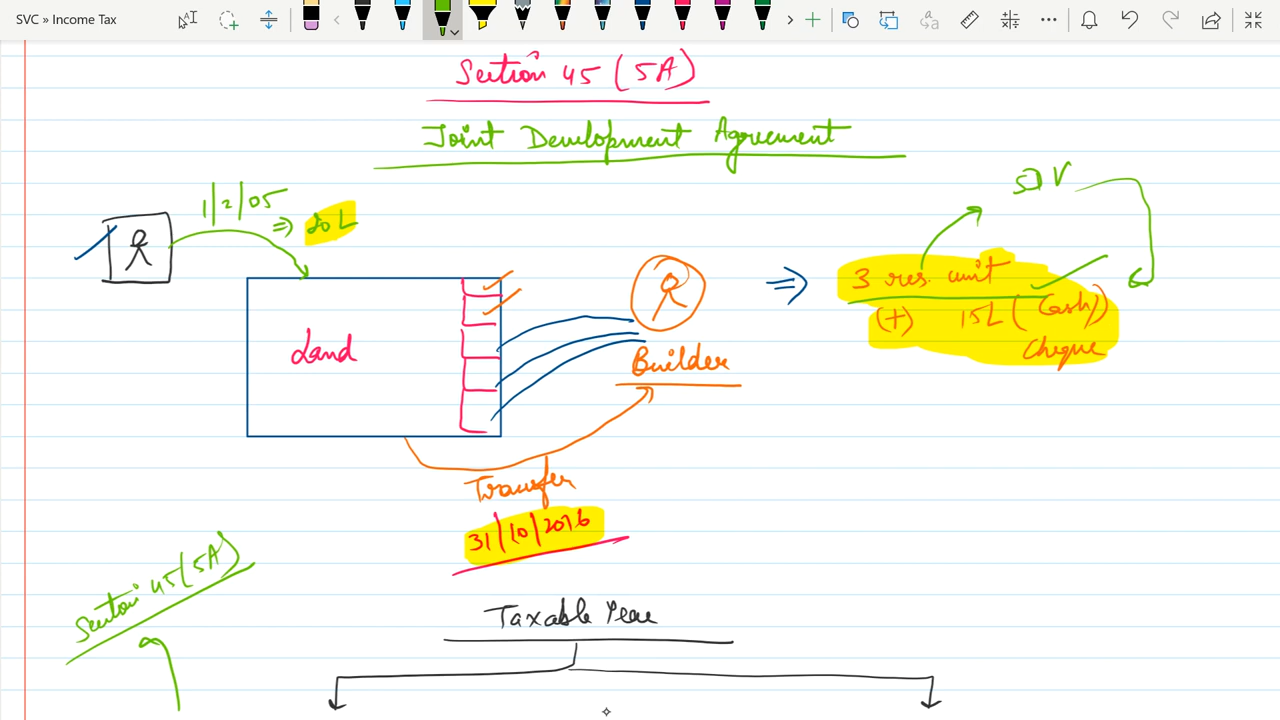 SVC » Income Tax
Section 45 (5A)
Joint Development Agreement
SDV
1/2/05
⇒ 20L
R
R
⇒ 3 res. unit
(+) 15L (Cash)
Cheque
Land
Builder
Transfer
31/10/2016
Section 45(5A)
Taxable Year